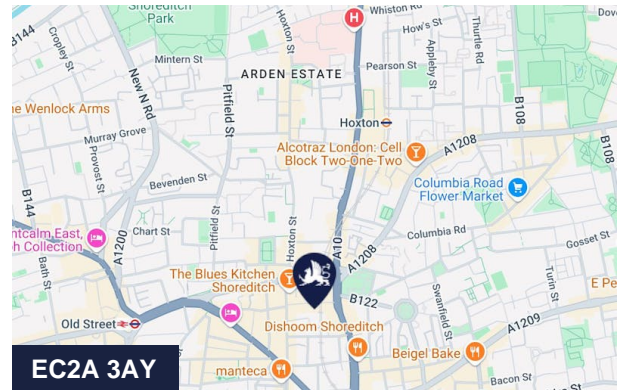 Shoreditch
Park
Whiston Rd
H
How's St
Dov
B144
Cropley St
Mintern St
New N Rd
Hoxton St
Pearson St
Appleby St
Thurtle Rd
ARDEN ESTATE
B108
e Wenlock Arms
Pitfield St
Hoxton
Murray Grove
Alcotraz London: Cell
Block Two-One-Two
A1208
B108
Provost St
Bevenden St
Columbia Road
Flower Market
B144
ntcalm East,
h Collection
A1200
Chart St
Pitfield St
Hoxton St
A10
A1208
Columbia Rd
Gosset St
Bath St
The Blues Kitchen
Shoreditch
B122
Swanfield St
Turin St
E Pe
Old Street
Dishoom Shoreditch
A1209
manteca
Beigel Bake
Bacon St
EC2A 3AY